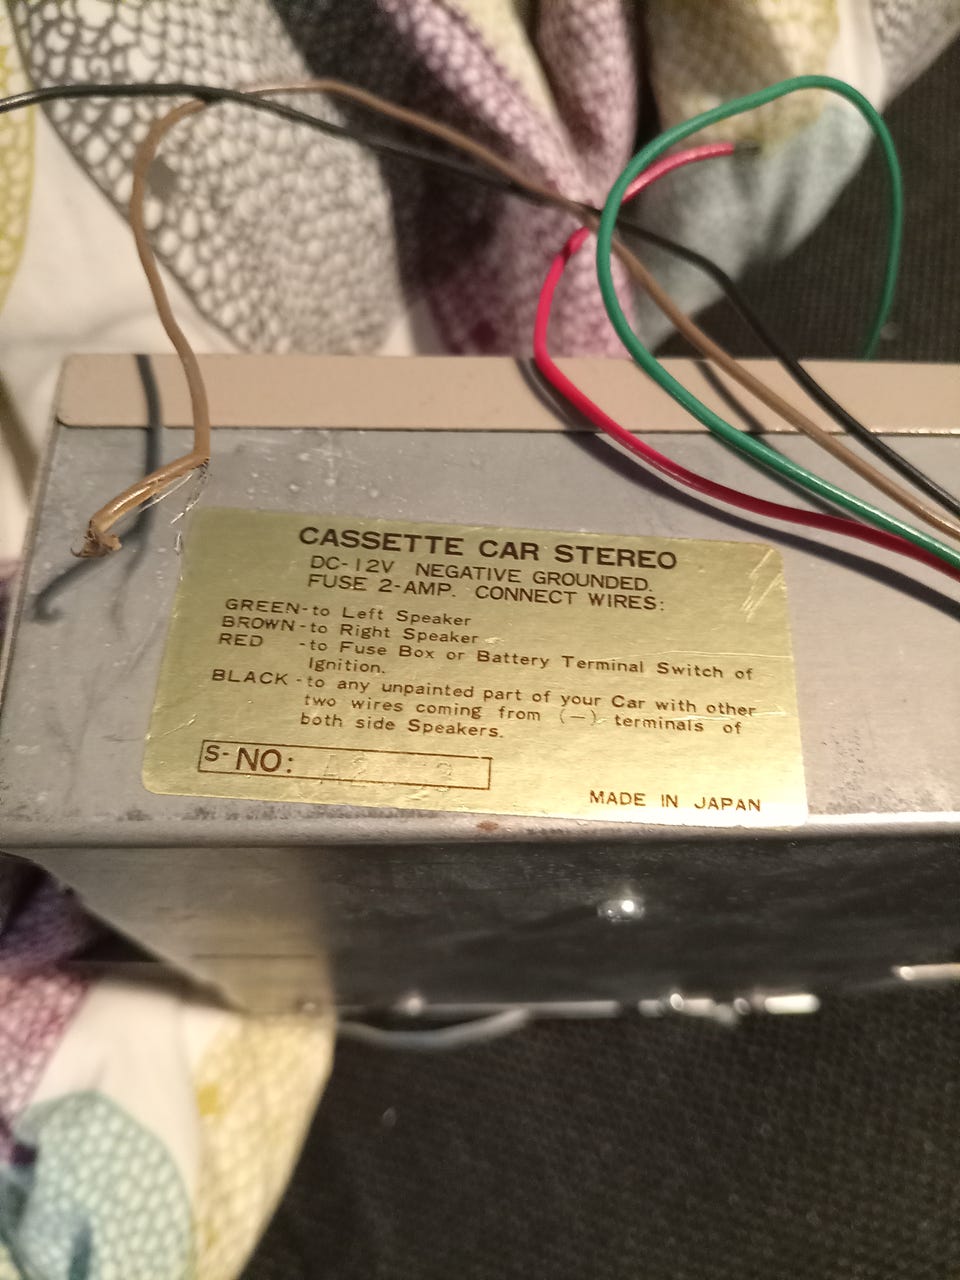 CASSETTE CAR STEREO
DC-12V NEGATIVE GROUNDED.
FUSE 2-AMP. CONNECT WIRES:
GREEN-to Left Speaker
BROWN-to Right Speaker
RED -to Fuse Box or Battery Terminal Switch of
Ignition.
BLACK-to any unpainted part of your Car with other
two wires coming from (—) terminals of
both side Speakers.
S-NO:
MADE IN JAPAN